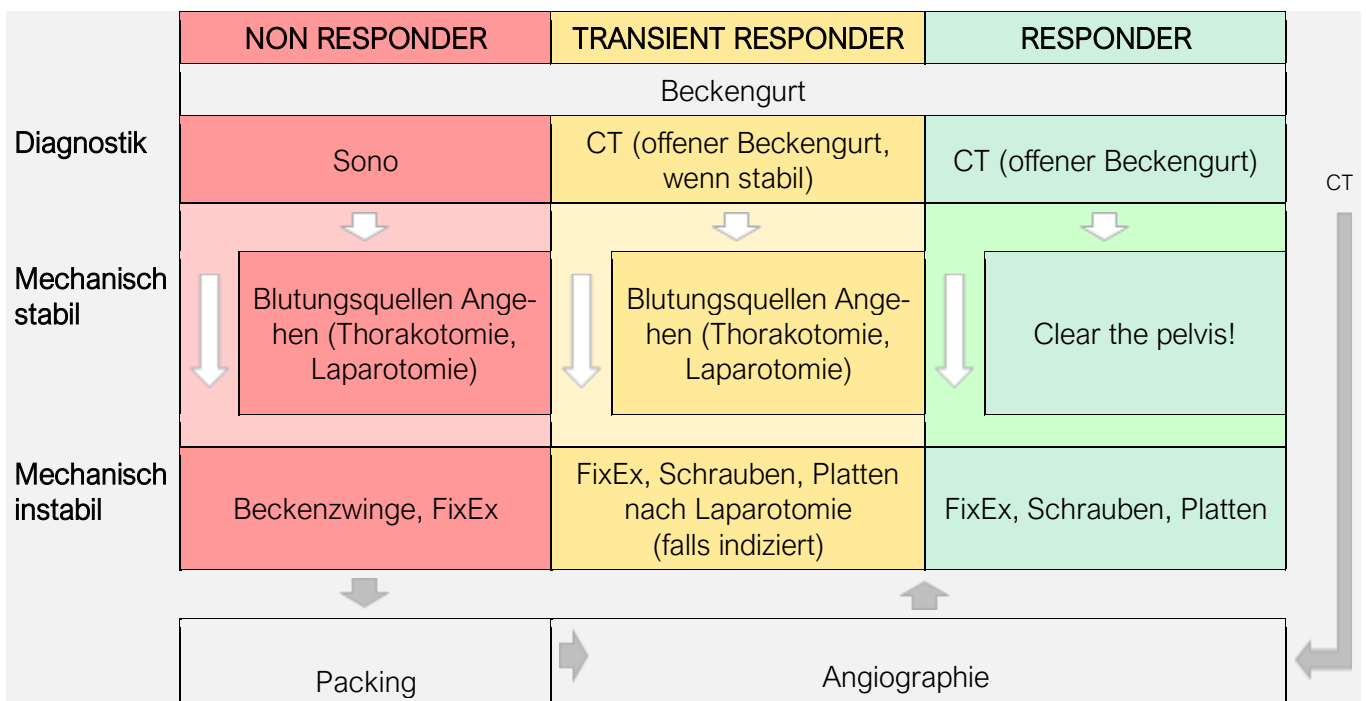 NON RESPONDER
TRANSIENT RESPONDER
RESPONDER
Beckengurt
Diagnostik
Sono
CT (offener Beckengurt,
wenn stabil)
CT (offener Beckengurt)
CT
Mechanisch
stabil
Blutungsquellen Ange-
hen (Thorakotomie,
Laparotomie)
Blutungsquellen Ange-
hen (Thorakotomie,
Laparotomie)
Clear the pelvis!
Mechanisch
instabil
Beckenzwinge, FixEx
FixEx, Schrauben, Platten
nach Laparotomie
(falls indiziert)
FixEx, Schrauben, Platten
Packing
Angiographie